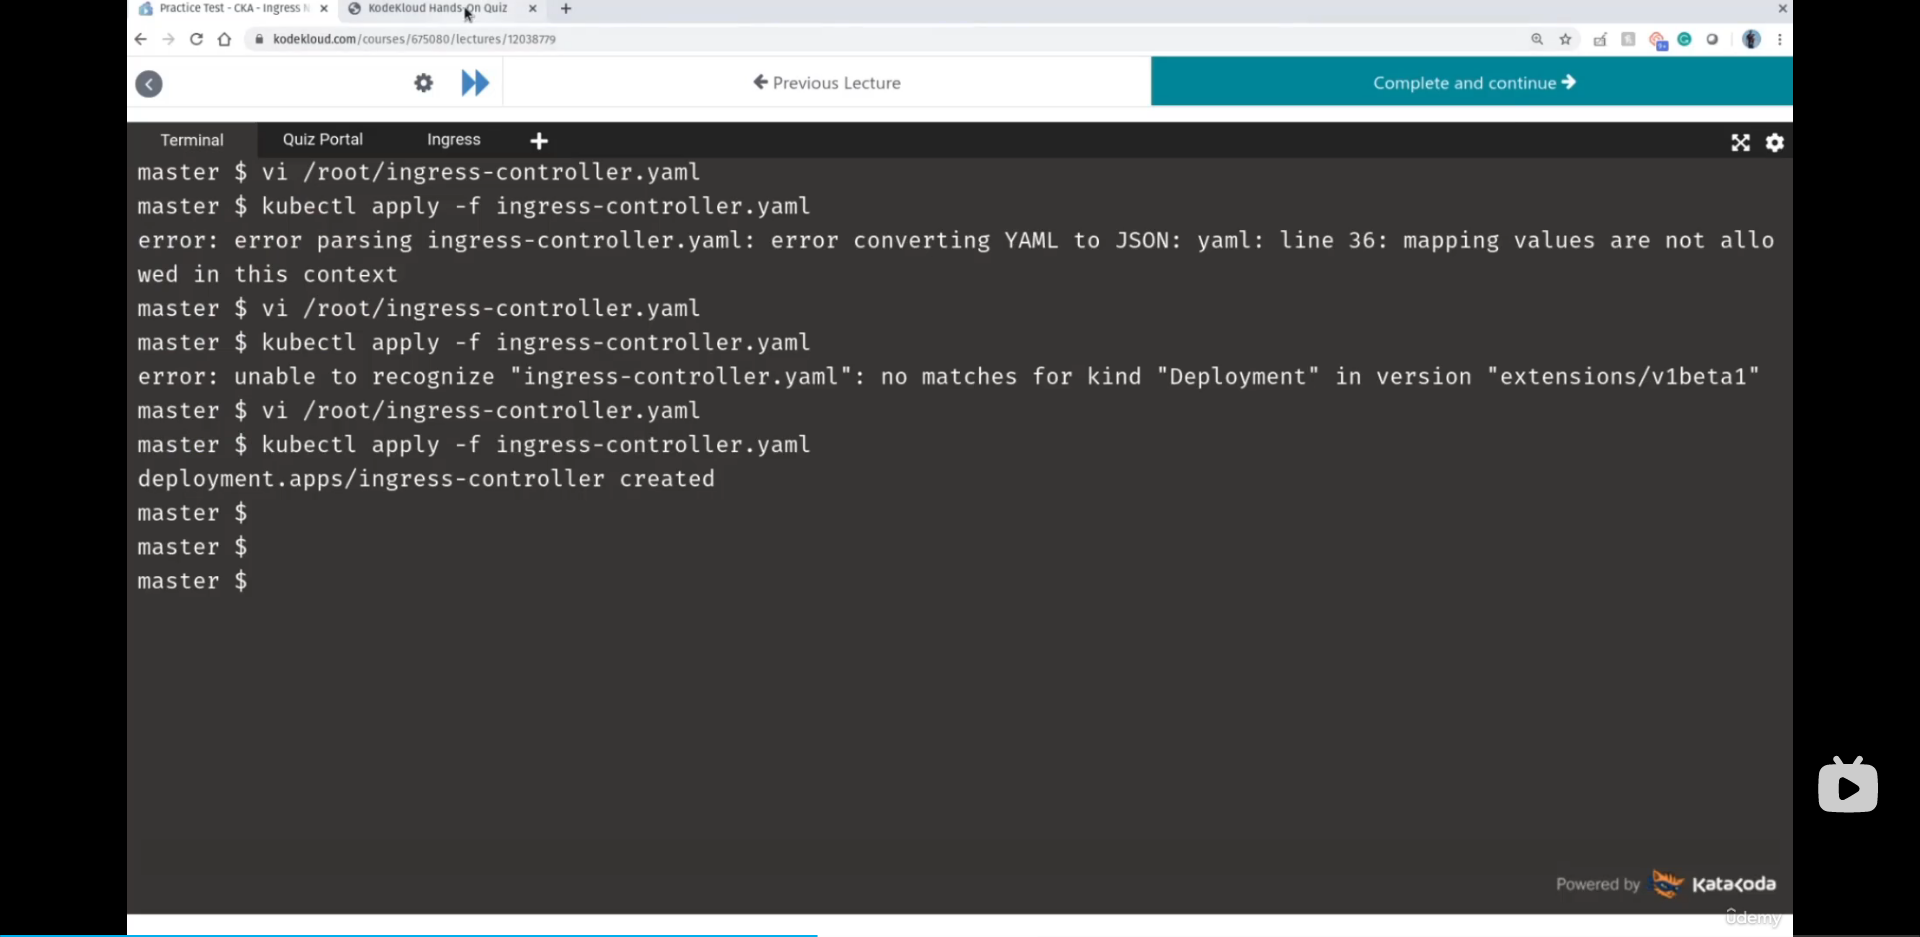 Practice Test - CKA - Ingress N
KodeKloud Hands-On Quiz
kodekloud.com/courses/675080/lectures/12038779
Previous Lecture
Complete and continue
Terminal
Quiz Portal
Ingress
master $ vi /root/ingress-controller.yaml
master $ kubectl apply -f ingress-controller.yaml
error: error parsing ingress-controller.yaml: error converting YAML to JSON: yaml: line 36: mapping values are not allo
wed in this context
master $ vi /root/ingress-controller.yaml
master $ kubectl apply -f ingress-controller.yaml
error: unable to recognize "ingress-controller.yaml": no matches for kind "Deployment" in version "extensions/v1beta1"
master $ vi /root/ingress-controller.yaml
master $ kubectl apply -f ingress-controller.yaml
deployment.apps/ingress-controller created
master $
master $
master $
Powered by Katacoda
Udemy